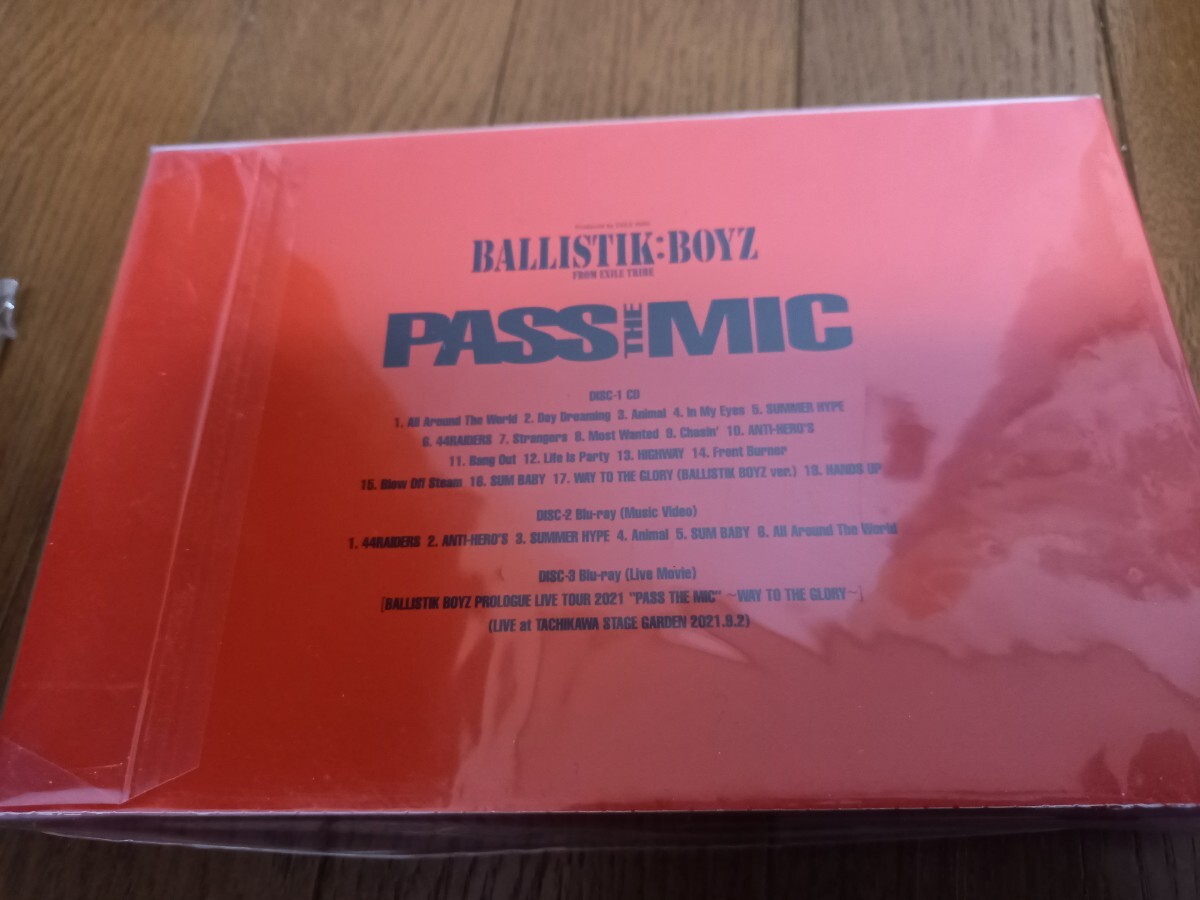 BALLISTIK:BOYZ
FROM EXILE TRIBE
PASS THE MIC
DISC-1 CD
1. All Around The World 2. Day Dreaming 3. Animal 4. In My Eyes 5. SUMMER HYPE
6. 44RAIDERS 7. Strangers 8. Most Wanted 9. Chasin' 10. ANTI-HERO'S
11. Bang Out 12. Life Is Party 13. HIGHWAY 14. Front Burner
15. Blow Off Steam 16. SUM BABY 17. WAY TO THE GLORY (BALLISTIK BOYZ ver.) 18. HANDS UP
DISC-2 Blu-ray (Music Video)
1. 44RAIDERS 2. ANTI-HERO'S 3. SUMMER HYPE 4. Animal 5. SUM BABY 6. All Around The World
DISC-3 Blu-ray (Live Movie)
[BALLISTIK BOYZ PROLOGUE LIVE TOUR 2021 "PASS THE MIC" ~WAY TO THE GLORY~]
(LIVE at TACHIKAWA STAGE GARDEN 2021.9.2)